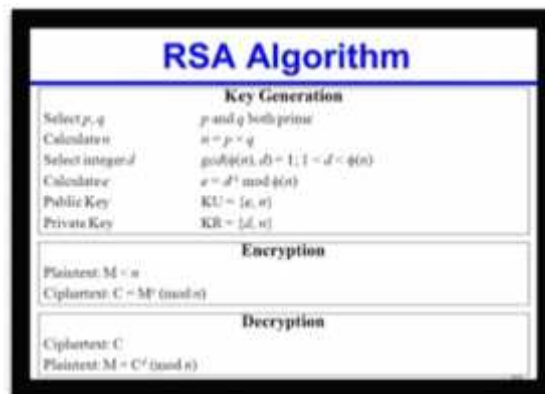 RSA Algorithm
Key Generation
Select p, q p and q both prime
Calculate n n = p × q
Select integer d gcd(ϕ(n), d) = 1; 1 < d < ϕ(n)
Calculate e e = d⁻¹ mod ϕ(n)
Public Key KU = {e, n}
Private Key KR = {d, n}
Encryption
Plaintext: M < n
Ciphertext: C = Mᵉ (mod n)
Decryption
Ciphertext: C
Plaintext: M = Cᵈ (mod n)